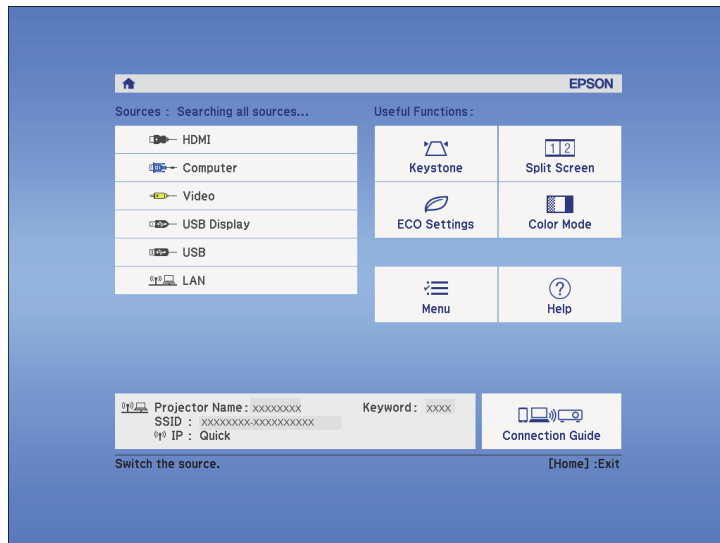 EPSON
Sources : Searching all sources...
HDMI
Computer
Video
USB Display
USB
LAN
Useful Functions :
Keystone
1 2
Split Screen
ECO Settings
Color Mode
Menu
?
Help
Projector Name : XXXXXXXX Keyword : XXXX
SSID : XXXXXXXX-XXXXXXXXXX
IP : Quick
Connection Guide
Switch the source. [Home] :Exit